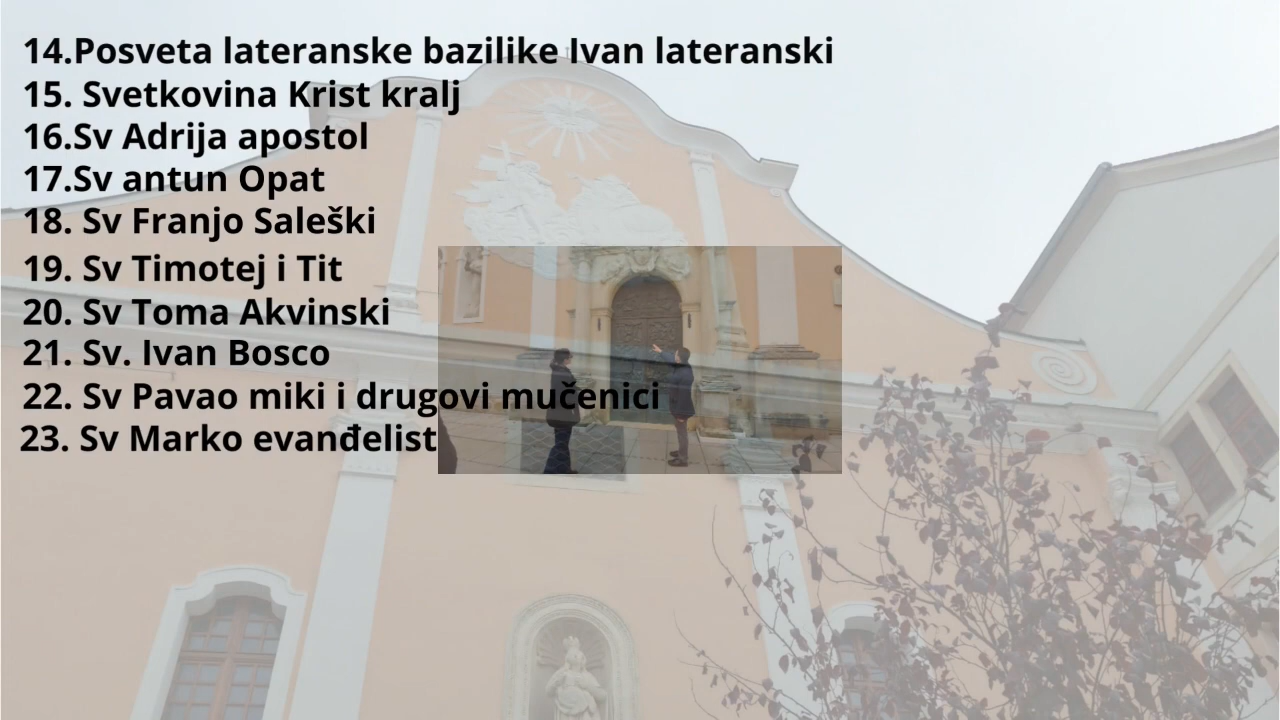 14.Posveta lateranske bazilike Ivan lateranski
15. Svetkovina Krist kralj
16.Sv Adrija apostol
17.Sv antun Opat
18. Sv Franjo Saleški
19. Sv Timotej i Tit
20. Sv Toma Akvinski
21. Sv. Ivan Bosco
22. Sv Pavao miki i drugovi mučenici
23. Sv Marko evanđelist